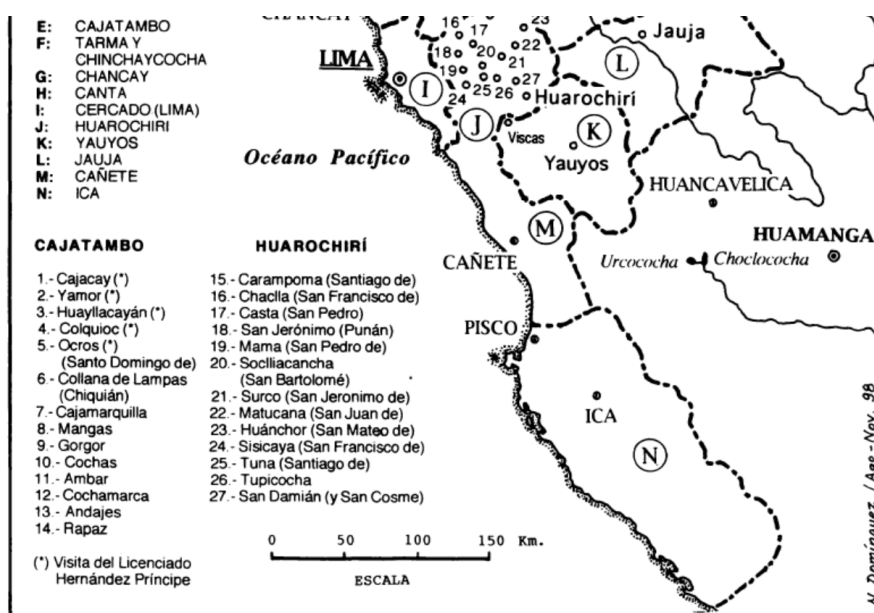 E: CAJATAMBO
F: TARMA Y
CHINCHAYCOCHA
G: CHANCAY
H: CANTA
I: CERCADO (LIMA)
J: HUAROCHIRI
K: YAUYOS
L: JAUJA
M: CAÑETE
N: ICA
CAJATAMBO
1.- Cajacay (*)
2.- Yamor (*)
3.- Huayllacayán (*)
4.- Colquioc (*)
5.- Ocros (*)
(Santo Domingo de)
6.- Collana de Lampas
(Chiquián)
7.- Cajamarquilla
8.- Mangas
9.- Gorgor
10.- Cochas
11.- Ambar
12.- Cochamarca
13.- Andajes
14.- Rapaz
(*) Visita del Licenciado
Hernández Príncipe
HUAROCHIRÍ
15.- Carampoma (Santiago de)
16.- Chaclla (San Francisco de)
17.- Casta (San Pedro)
18.- San Jerónimo (Punán)
19.- Mama (San Pedro de)
20.- Soclliacancha
(San Bartolomé)
21.- Surco (San Jeronimo de)
22.- Matucana (San Juan de)
23.- Huánchor (San Mateo de)
24.- Sisicaya (San Francisco de)
25.- Tuna (Santiago de)
26.- Tupicocha
27.- San Damián (y San Cosme)
0 50 100 150 Km.
ESCALA
CHANCAY
16
17
23
18
20
22
21
19
25
26
27
24
LIMA
I
Jauja
L
Huarochirí
J
Viscas
K
Yauyos
Océano Pacífico
HUANCAVELICA
M
HUAMANGA
CAÑETE
Urcococha
Choclococha
PISCO
ICA
N
N. Domínguez / Ago-Nov. 98